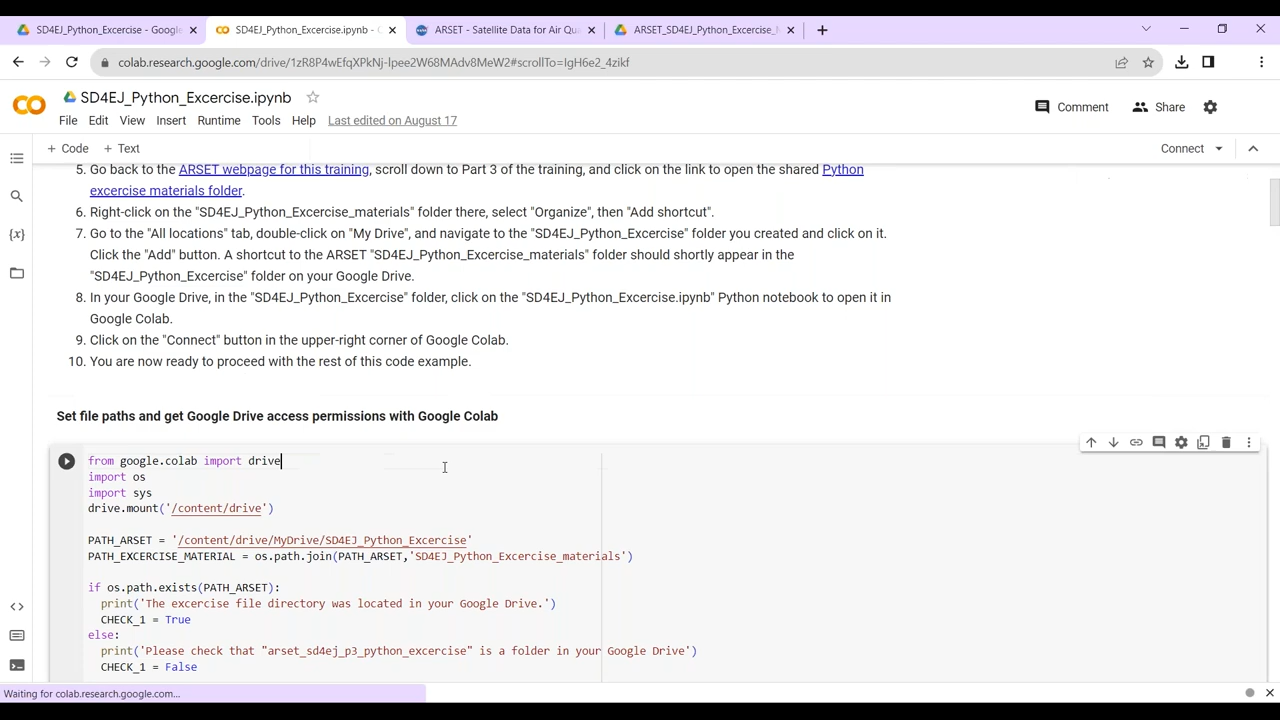 SD4EJ_Python_Excercise - Google
SD4EJ_Python_Excercise.ipynb - C
ARSET - Satellite Data for Air Qua
ARSET_SD4EJ_Python_Excercise_M
colab.research.google.com/drive/1zR8P4wEfqXPkNj-lpee2W68MAdv8MeW2#scrollTo=IgH6e2_4zikf
SD4EJ_Python_Excercise.ipynb
Comment
Share
File Edit View Insert Runtime Tools Help Last edited on August 17
+ Code + Text
Connect
5. Go back to the ARSET webpage for this training, scroll down to Part 3 of the training, and click on the link to open the shared Python
excercise materials folder.
6. Right-click on the "SD4EJ_Python_Excercise_materials" folder there, select "Organize", then "Add shortcut".
7. Go to the "All locations" tab, double-click on "My Drive", and navigate to the "SD4EJ_Python_Excercise" folder you created and click on it.
Click the "Add" button. A shortcut to the ARSET "SD4EJ_Python_Excercise_materials" folder should shortly appear in the
"SD4EJ_Python_Excercise" folder on your Google Drive.
8. In your Google Drive, in the "SD4EJ_Python_Excercise" folder, click on the "SD4EJ_Python_Excercise.ipynb" Python notebook to open it in
Google Colab.
9. Click on the "Connect" button in the upper-right corner of Google Colab.
10. You are now ready to proceed with the rest of this code example.
Set file paths and get Google Drive access permissions with Google Colab
from google.colab import drive
import os
import sys
drive.mount('/content/drive')
PATH_ARSET = '/content/drive/MyDrive/SD4EJ_Python_Excercise'
PATH_EXCERCISE_MATERIAL = os.path.join(PATH_ARSET,'SD4EJ_Python_Excercise_materials')
if os.path.exists(PATH_ARSET):
print('The excercise file directory was located in your Google Drive.')
CHECK_1 = True
else:
print('Please check that "arset_sd4ej_p3_python_excercise" is a folder in your Google Drive')
CHECK_1 = False
Waiting for colab.research.google.com...